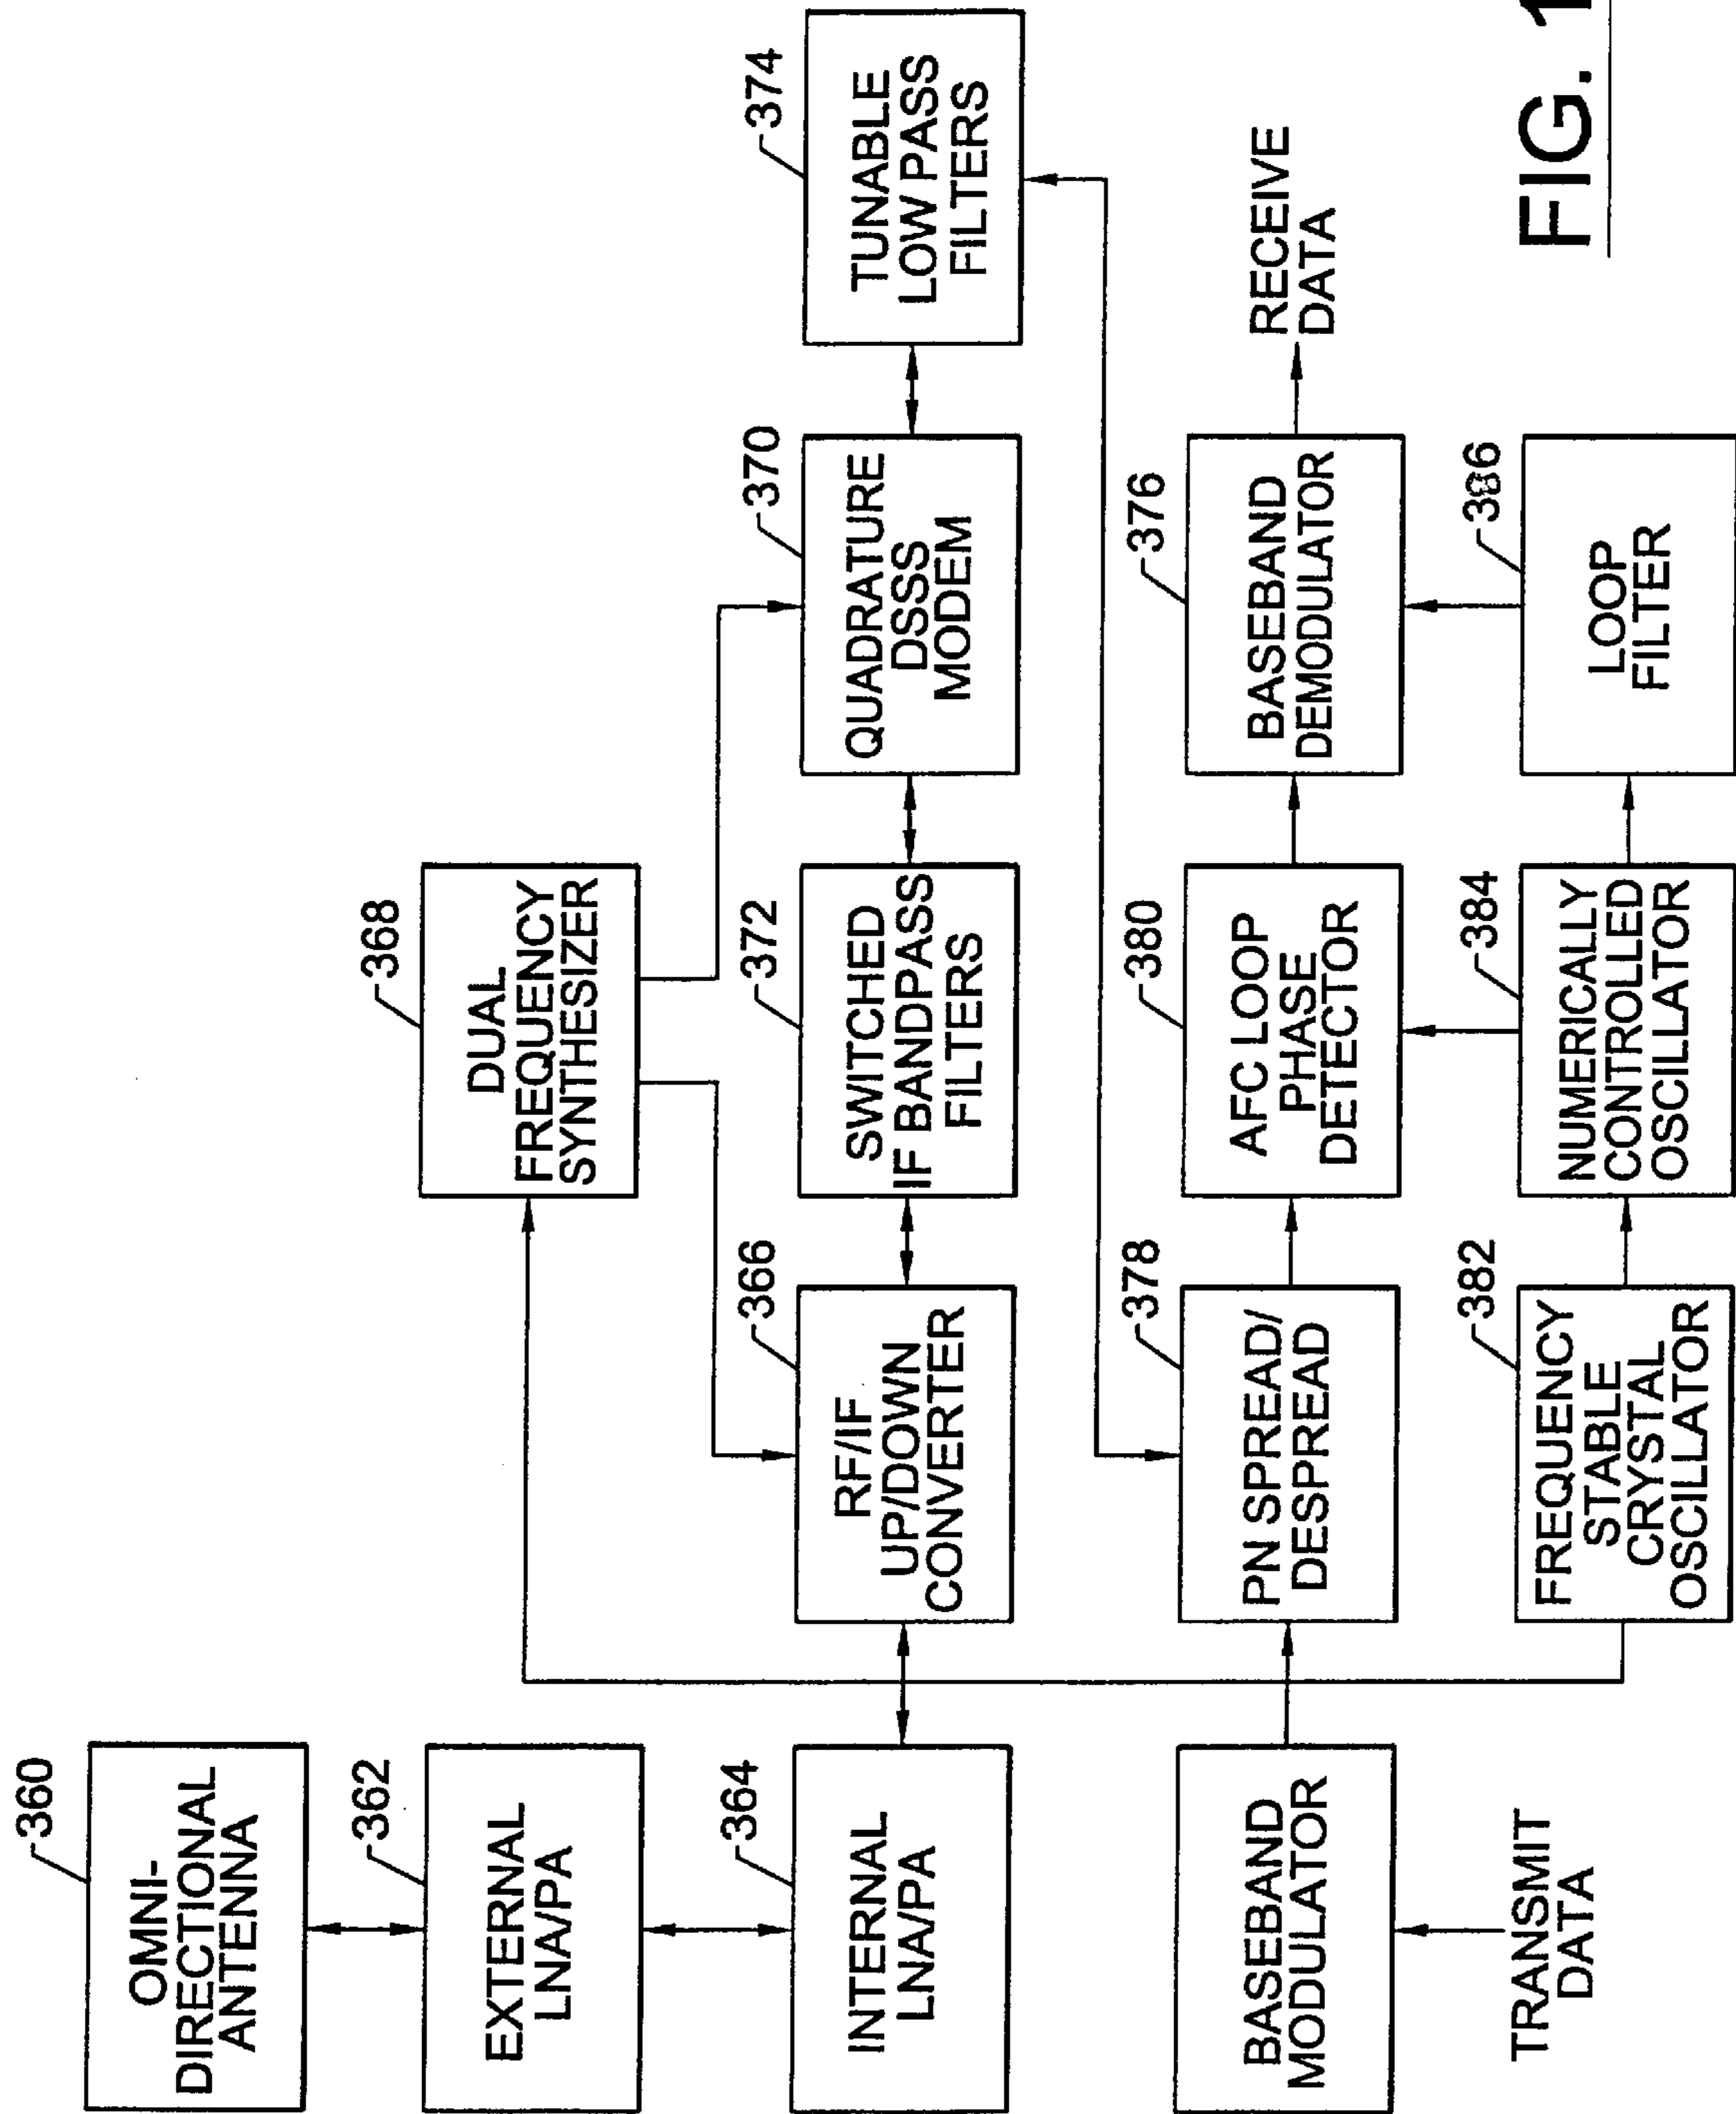 360
OMNI-
DIRECTIONAL
ANTENNA
362
EXTERNAL
LNA/PA
364
INTERNAL
LNA/PA
368
DUAL
FREQUENCY
SYNTHESIZER
366
RF/IF
UP/DOWN
CONVERTER
372
SWITCHED
IF BANDPASS
FILTERS
370
QUADRATURE
DSSS
MODEM
374
TUNABLE
LOW PASS
FILTERS
BASEBAND
MODULATOR
TRANSMIT
DATA
378
PN SPREAD/
DESPREAD
380
AFC LOOP
PHASE
DETECTOR
376
BASEBAND
DEMODULATOR
RECEIVE
DATA
382
FREQUENCY
STABLE
CRYSTAL
OSCILLATOR
384
NUMERICALLY
CONTROLLED
OSCILLATOR
386
LOOP
FILTER
FIG. 1